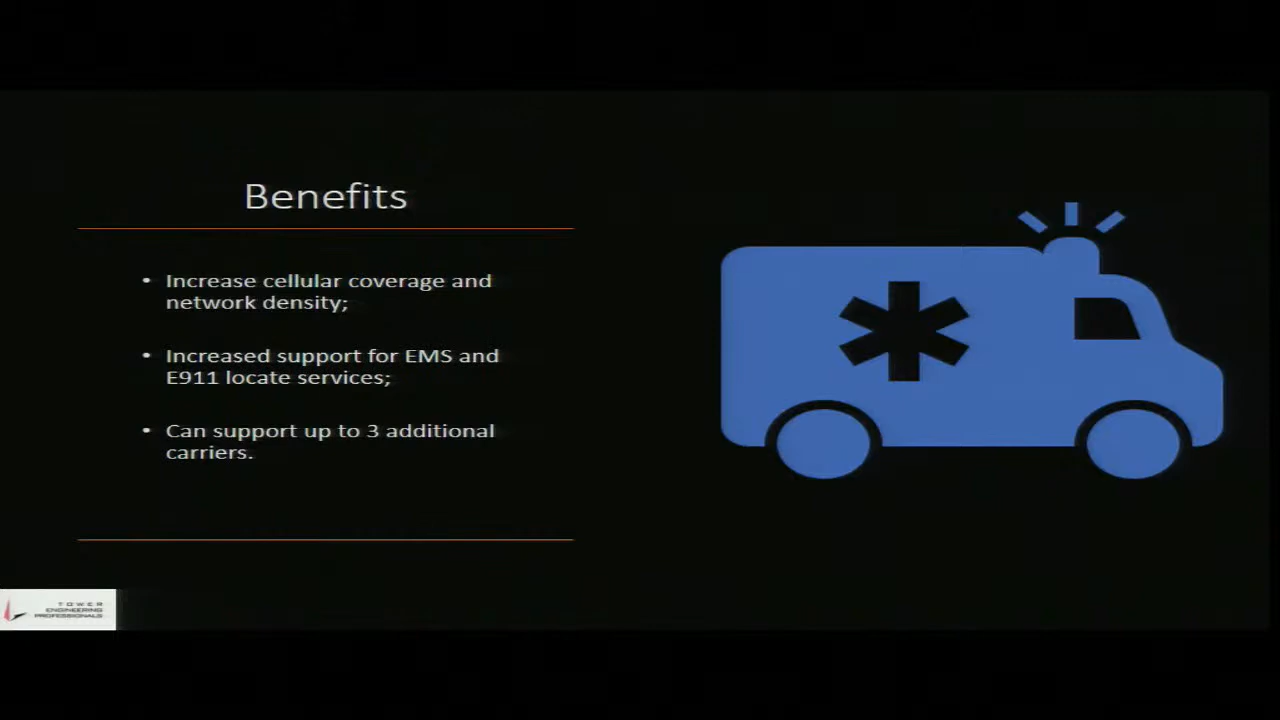 Benefits
• Increase cellular coverage and
network density;
• Increased support for EMS and
E911 locate services;
• Can support up to 3 additional
carriers.
TOWER
ENGINEERING
PROFESSIONALS